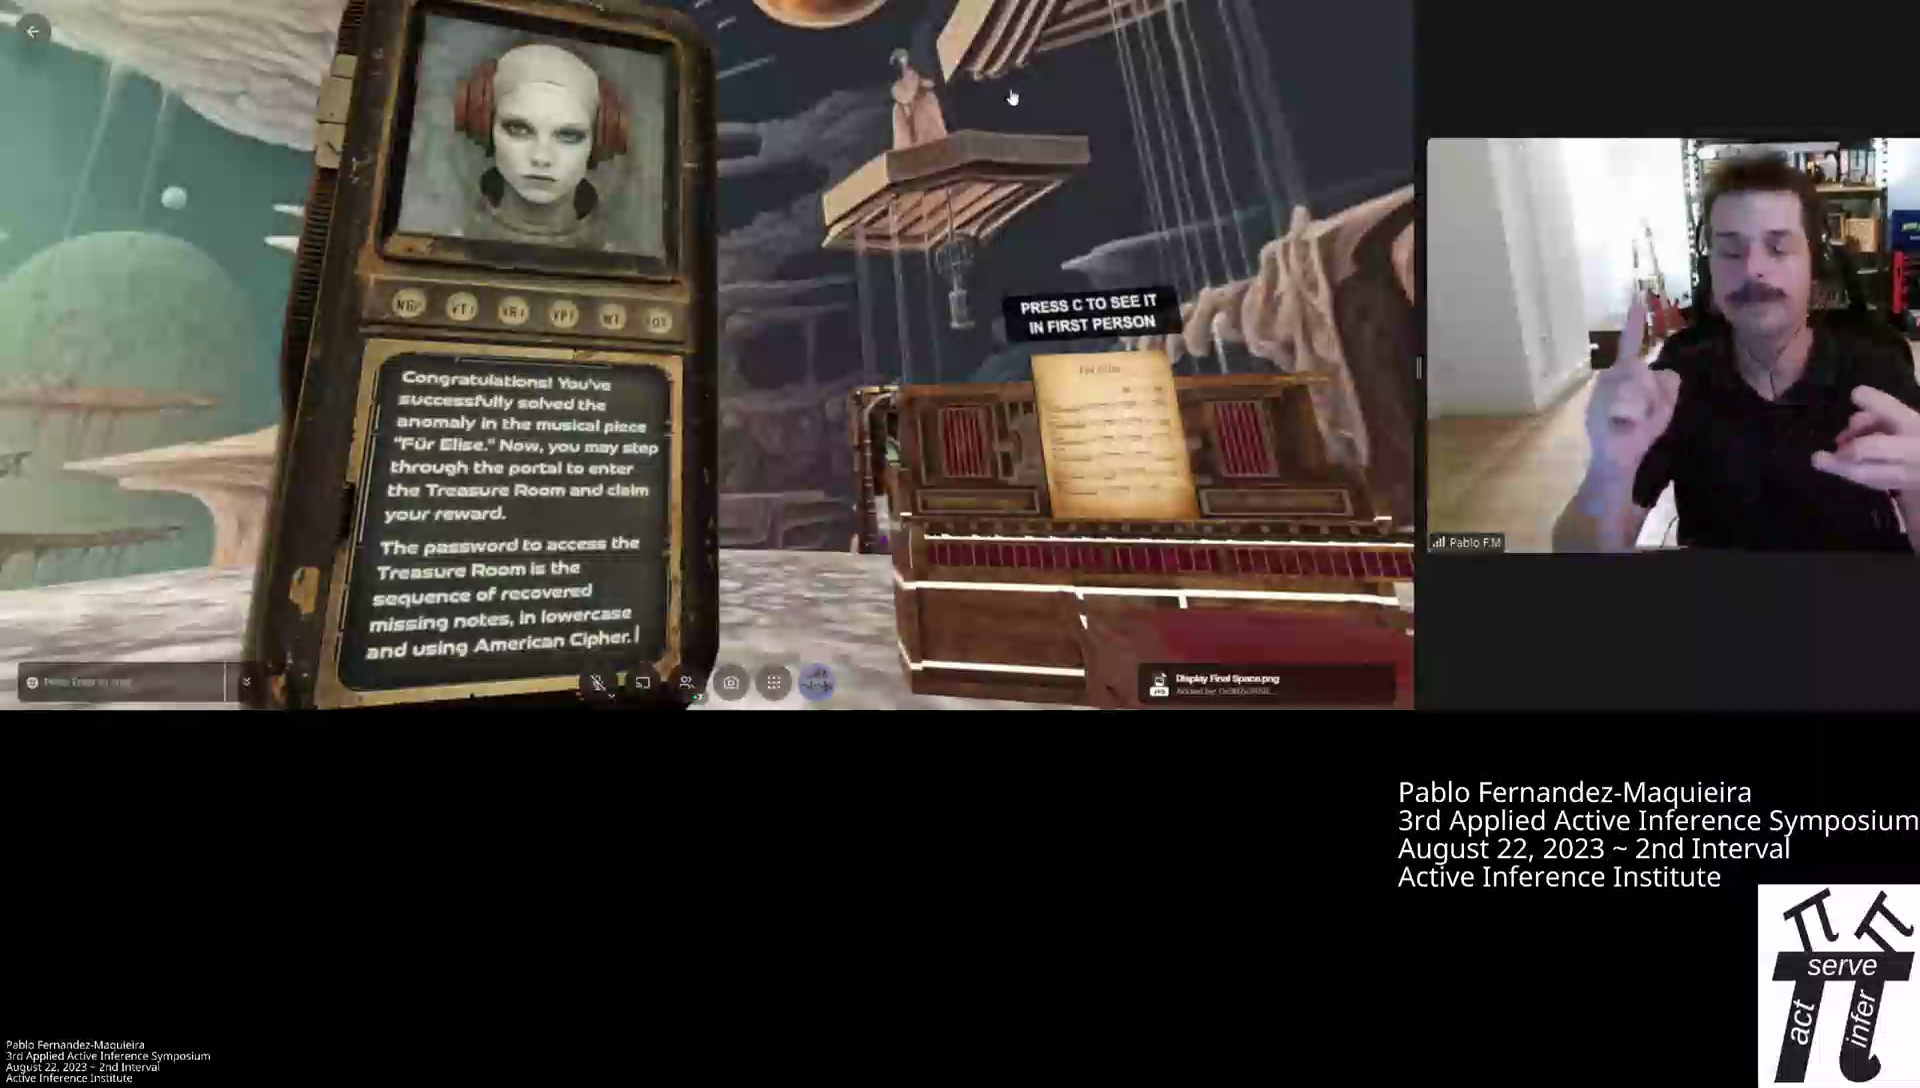 Congratulations! You've
successfully solved the
anomaly in the musical piece
"Für Elise." Now, you may step
through the portal to enter
the Treasure Room and claim
your reward.
The password to access the
Treasure Room is the
sequence of recovered
missing notes, in lowercase
and using American Cipher.
PRESS C TO SEE IT
IN FIRST PERSON
Display Final Space.png
Pablo F.M
Pablo Fernandez-Maquieira
3rd Applied Active Inference Symposium
August 22, 2023 ~ 2nd Interval
Active Inference Institute
serve
act
infer
Pablo Fernandez-Maquieira
3rd Applied Active Inference Symposium
August 22, 2023 ~ 2nd Interval
Active Inference Institute